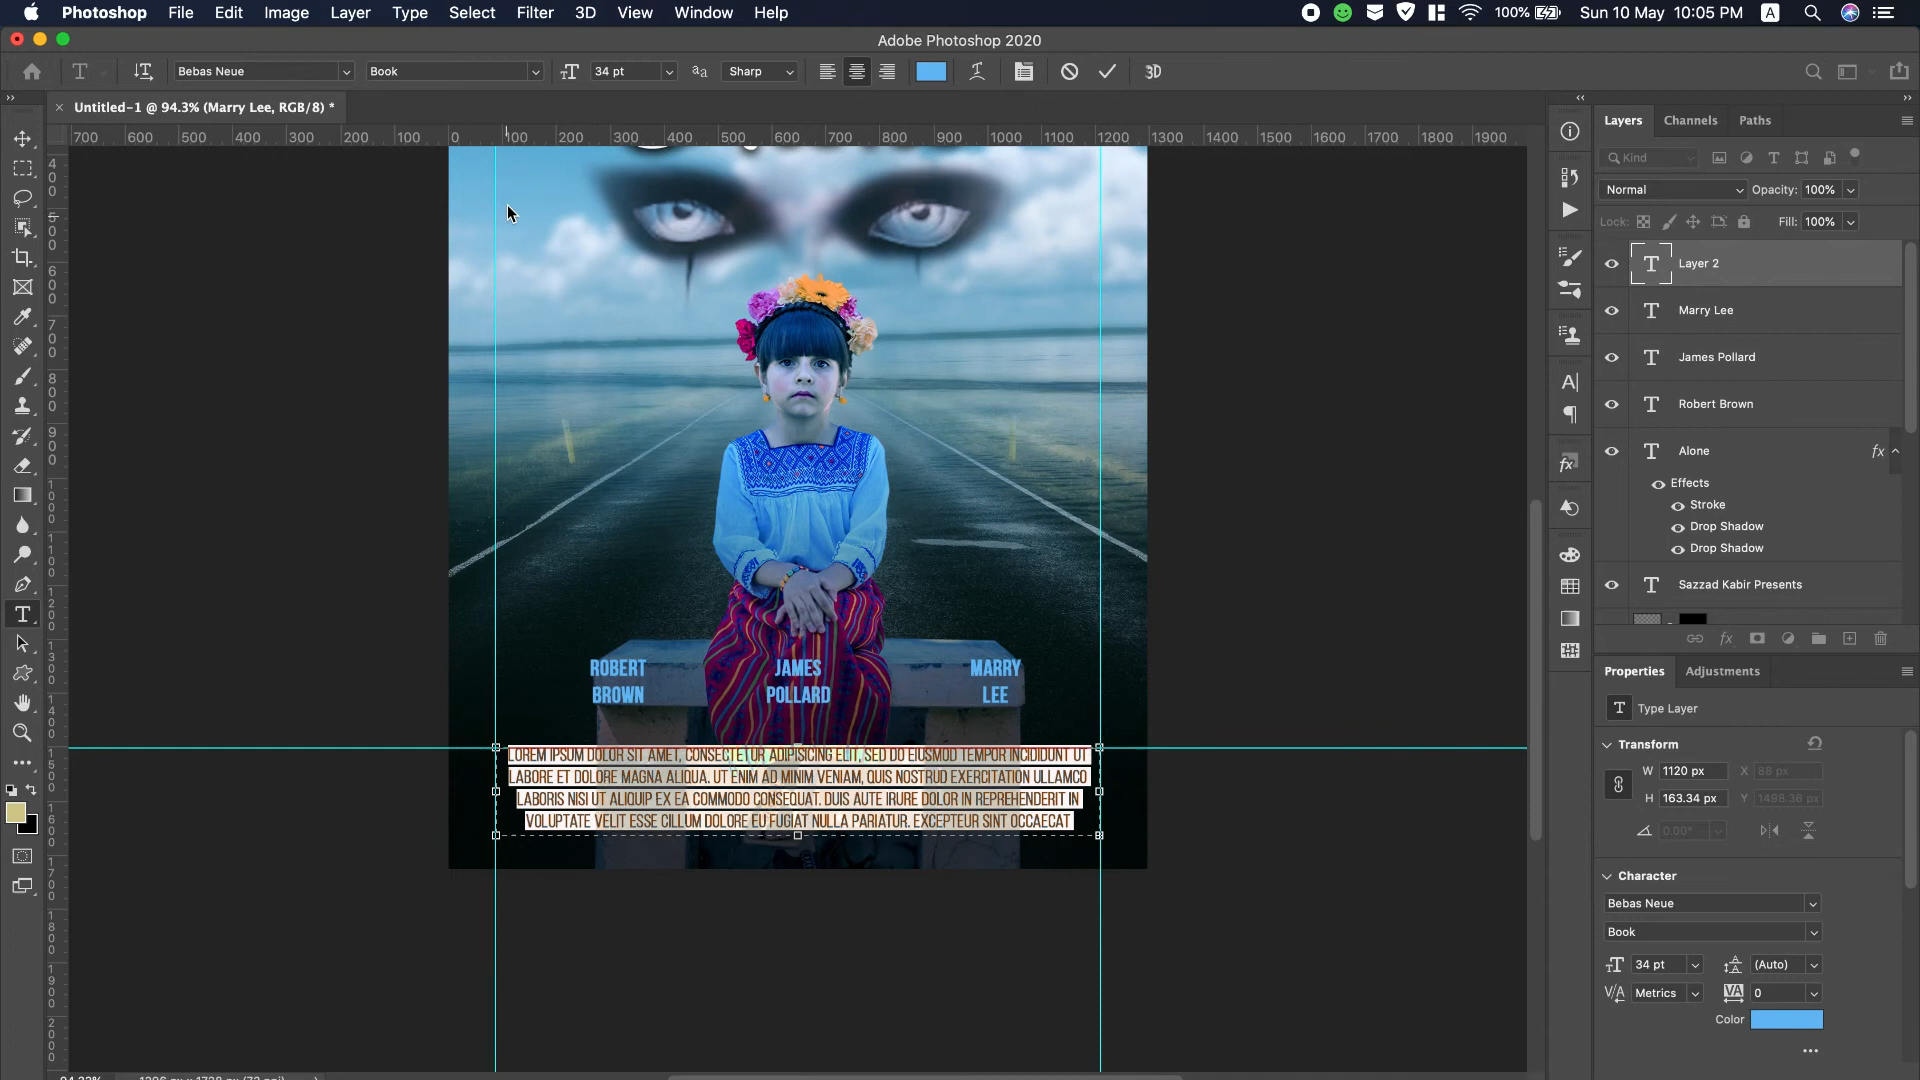 Photoshop File Edit Image Layer Type Select Filter 3D View Window Help
100% Sun 10 May 10:05 PM A
Adobe Photoshop 2020
Bebas Neue Book 34 pt Sharp 3D
Untitled-1 @ 94.3% (Marry Lee, RGB/8) *
700 600 500 400 300 200 100 0 100 200 300 400 500 600 700 800 900 1000 1100 1200 1300 1400 1500 1600 1700 1800 1900
ROBERT
BROWN
JAMES
POLLARD
MARRY
LEE
LOREM IPSUM DOLOR SIT AMET, CONSECTETUR ADIPISICING ELIT, SED DO EIUSMOD TEMPOR INCIDIDUNT UT
LABORE ET DOLORE MAGNA ALIQUA. UT ENIM AD MINIM VENIAM, QUIS NOSTRUD EXERCITATION ULLAMCO
LABORIS NISI UT ALIQUIP EX EA COMMODO CONSEQUAT. DUIS AUTE IRURE DOLOR IN REPREHENDERIT IN
VOLUPTATE VELIT ESSE CILLUM DOLORE EU FUGIAT NULLA PARIATUR. EXCEPTEUR SINT OCCAECAT
Layers Channels Paths
Kind
Normal Opacity: 100%
Lock: Fill: 100%
Layer 2
Marry Lee
James Pollard
Robert Brown
Alone fx
Effects
Stroke
Drop Shadow
Drop Shadow
Sazzad Kabir Presents
Properties Adjustments
Type Layer
Transform
W 1120 px X 88 px
H 163.34 px Y 1498.36 px
0.00°
Character
Bebas Neue
Book
34 pt (Auto)
Metrics 0
Color